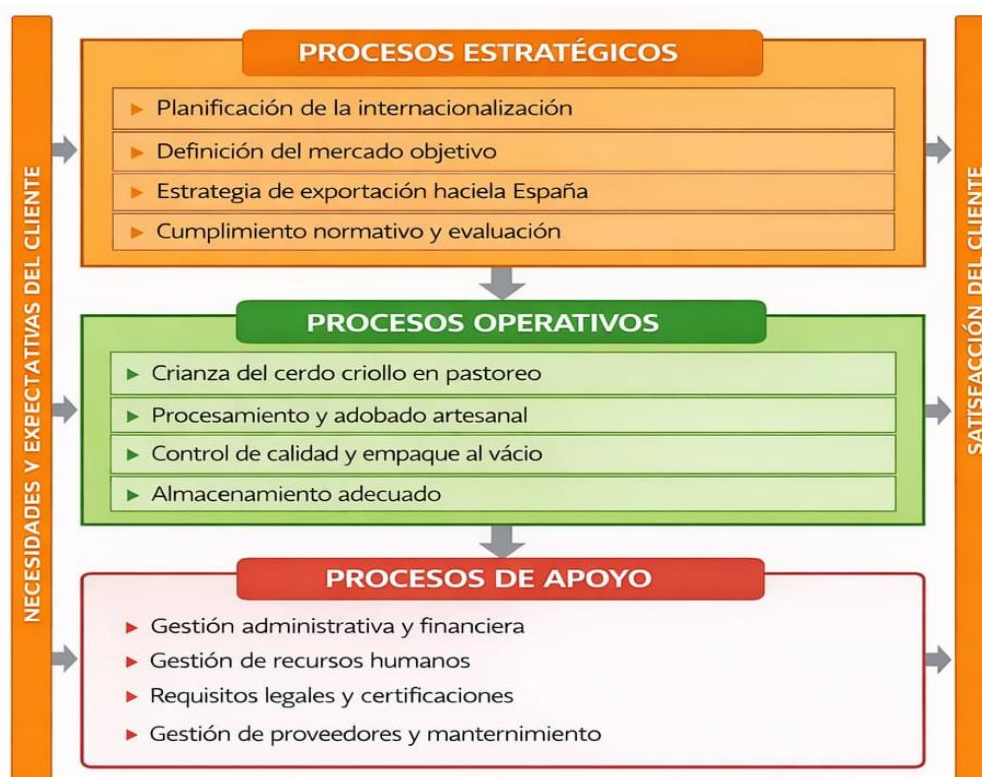 NECESIDADES Y EXPECTATIVAS DEL CLIENTE
PROCESOS ESTRATÉGICOS
Planificación de la internacionalización
Definición del mercado objetivo
Estrategia de exportación haciela España
Cumplimiento normativo y evaluación
PROCESOS OPERATIVOS
Crianza del cerdo criollo en pastoreo
Procesamiento y adobado artesanal
Control de calidad y empaque al vácio
Almacenamiento adecuado
PROCESOS DE APOYO
Gestión administrativa y financiera
Gestión de recursos humanos
Requisitos legales y certificaciones
Gestión de proveedores y manternimiento
SATISFACCIÓN DEL CLIENTE